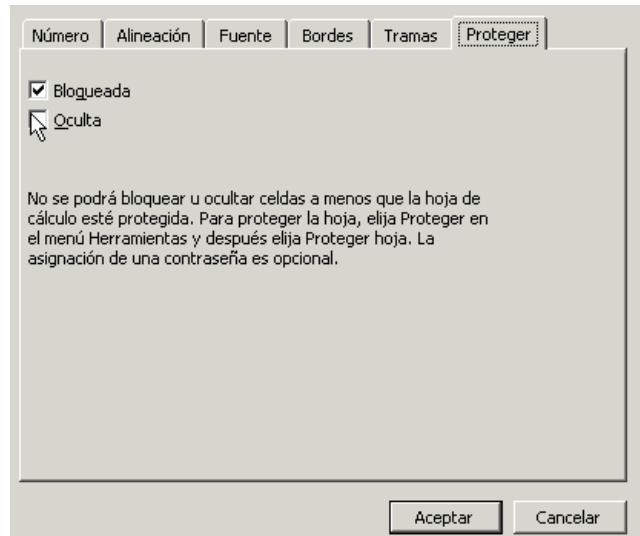 Número Alineación Fuente Bordes Tramas Proteger
Bloqueada
Oculta
No se podrá bloquear u ocultar celdas a menos que la hoja de
cálculo esté protegida. Para proteger la hoja, elija Proteger en
el menú Herramientas y después elija Proteger hoja. La
asignación de una contraseña es opcional.
Aceptar Cancelar